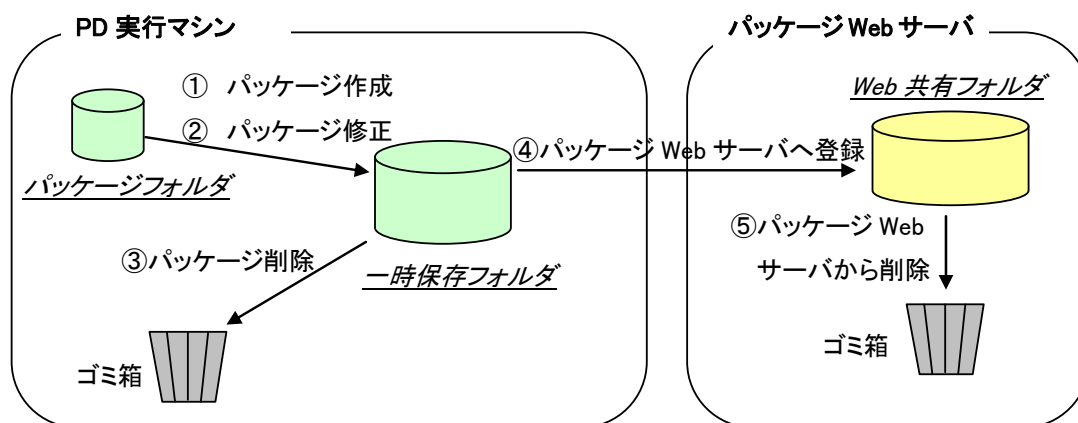 PD 実行マシン
パッケージ Web サーバ
① パッケージ作成
② パッケージ修正
パッケージフォルダ
Web 共有フォルダ
④パッケージ Web サーバへ登録
③パッケージ削除
一時保存フォルダ
⑤パッケージ Web
サーバから削除
ゴミ箱
ゴミ箱